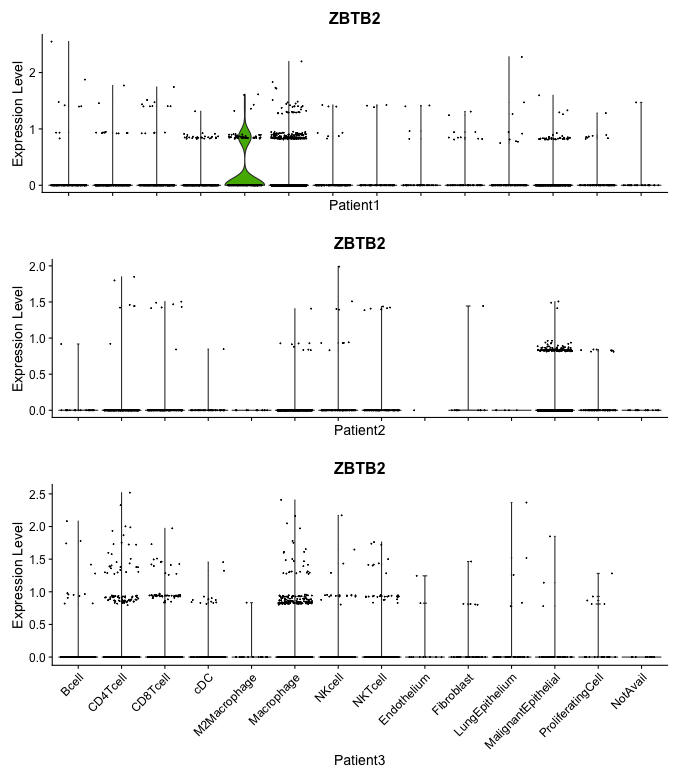 ZBTB2
Expression Level
2
1
0
Patient1
ZBTB2
Expression Level
2.0
1.5
1.0
0.5
0.0
Patient2
ZBTB2
Expression Level
2.5
2.0
1.5
1.0
0.5
0.0
Bcell
CD4Tcell
CD8Tcell
cDC
M2Macrophage
Macrophage
NKcell
NKTcell
Endothelium
Fibroblast
LungEpithelium
MalignantEpithelial
ProliferatingCell
NotAvail
Patient3